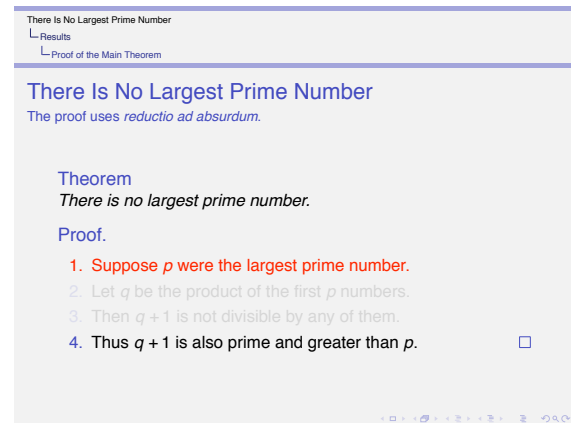 There Is No Largest Prime Number
Results
Proof of the Main Theorem
There Is No Largest Prime Number
The proof uses reductio ad absurdum.
Theorem
There is no largest prime number.
Proof.
1. Suppose p were the largest prime number.
2. Let q be the product of the first p numbers.
3. Then q + 1 is not divisible by any of them.
4. Thus q + 1 is also prime and greater than p.